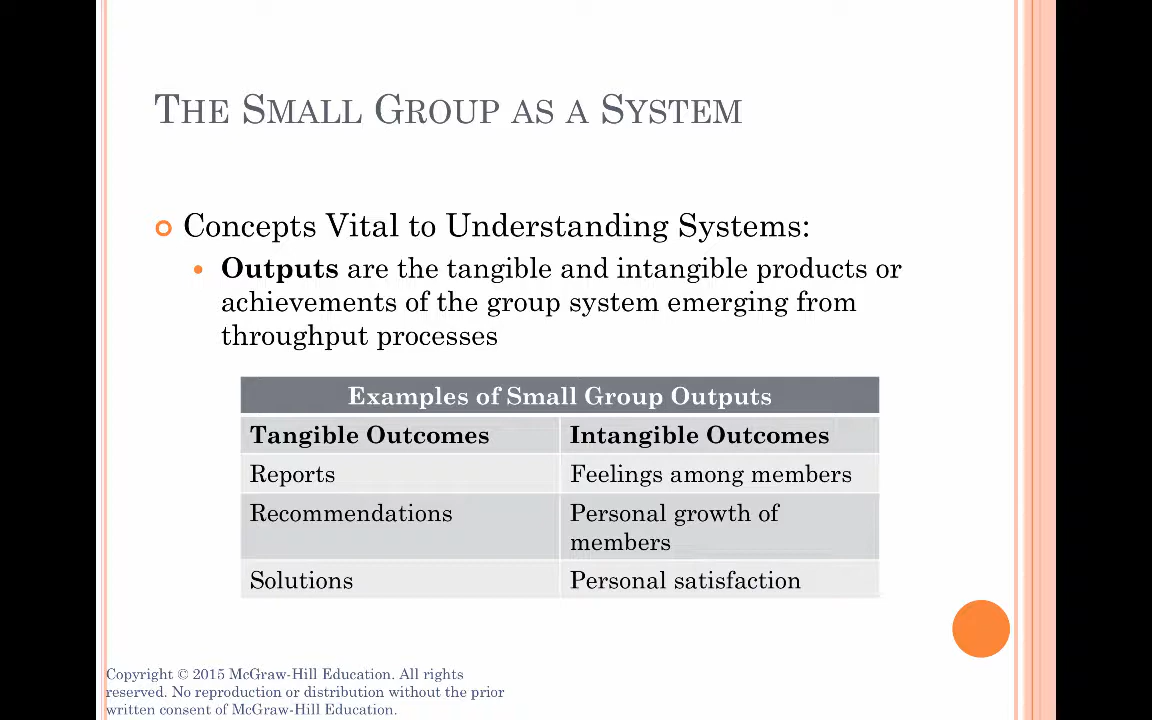 THE SMALL GROUP AS A SYSTEM
Concepts Vital to Understanding Systems:
Outputs are the tangible and intangible products or
achievements of the group system emerging from
throughput processes
Examples of Small Group Outputs
Tangible Outcomes Intangible Outcomes
Reports Feelings among members
Recommendations Personal growth of
members
Solutions Personal satisfaction
Copyright © 2015 McGraw-Hill Education. All rights
reserved. No reproduction or distribution without the prior
written consent of McGraw-Hill Education.